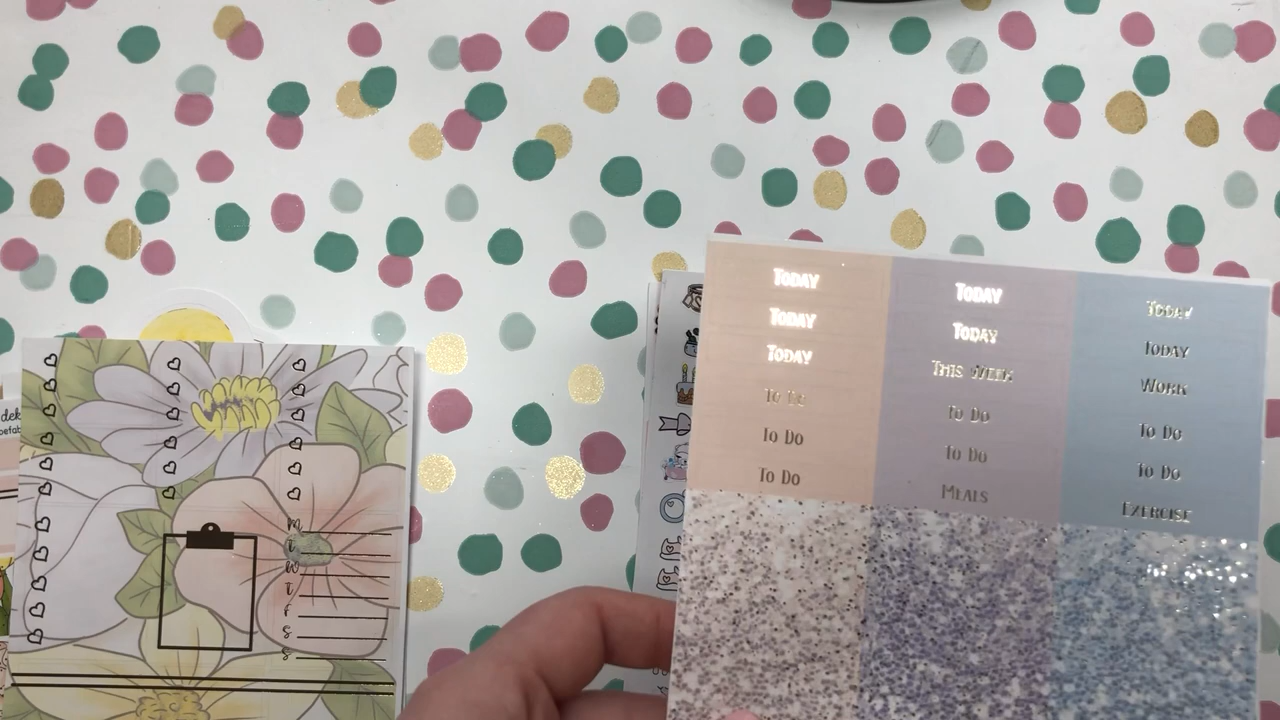 Today
Today
Today
To Do
To Do
To Do
Today
Today
This Week
To Do
To Do
Meals
Today
Today
Work
To Do
To Do
Exercise
M
T
W
T
F
S
S